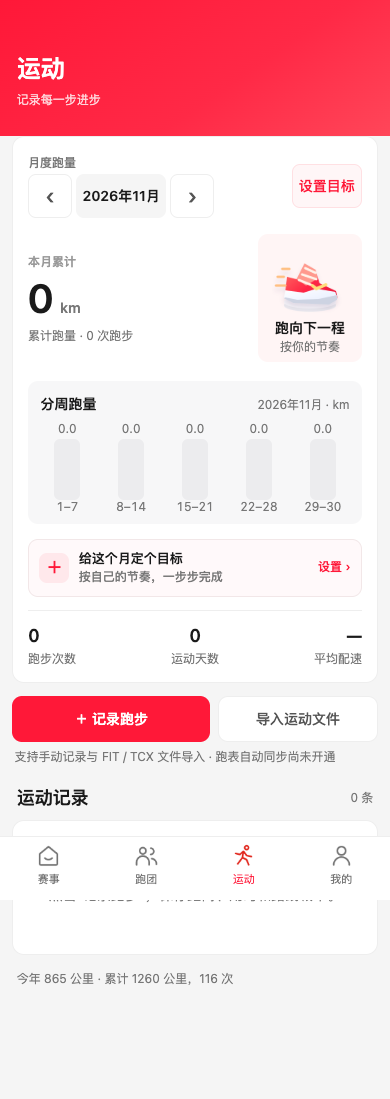 运动
记录每一步进步
月度跑量
‹ 2026年11月 ›
设置目标
本月累计
0 km
累计跑量 · 0 次跑步
跑向下一程
按你的节奏
分周跑量
2026年11月 · km
0.0 0.0 0.0 0.0 0.0
1–7 8–14 15–21 22–28 29–30
给这个月定个目标
按自己的节奏，一步步完成
设置 ›
0 0 —
跑步次数 运动天数 平均配速
+ 记录跑步
导入运动文件
支持手动记录与 FIT / TCX 文件导入 · 跑表自动同步尚未开通
运动记录
0 条
赛事 跑团 运动 我的
今年 865 公里 · 累计 1260 公里，116 次